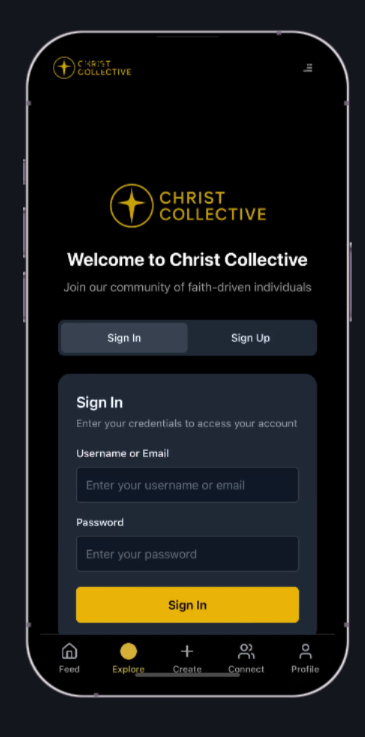 CHRIST
COLLECTIVE
CHRIST
COLLECTIVE
Welcome to Christ Collective
Join our community of faith-driven individuals
Sign In
Sign Up
Sign In
Enter your credentials to access your account
Username or Email
Enter your username or email
Password
Enter your password
Sign In
Feed
Explore
Create
Connect
Profile